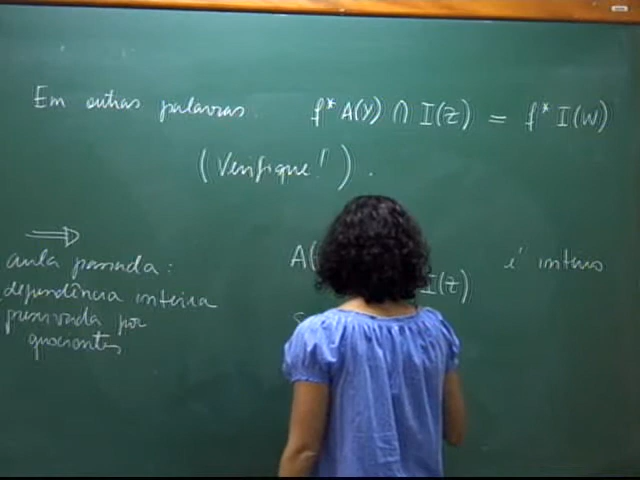 Em outras palavras. f* A(Y) ∩ I(Z) = f* I(W)
(Verifique!).
⇒
aula passada:
dependência inteira
preservada por
quocientes
A( I(Z) é inteiro